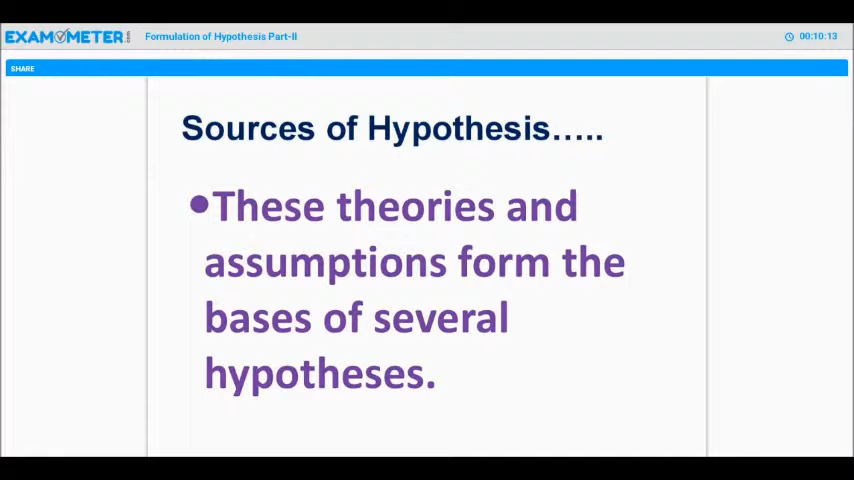 EXAMOMETER.com
Formulation of Hypothesis Part-II
00:10:13
SHARE
Sources of Hypothesis…..
•These theories and
assumptions form the
bases of several
hypotheses.